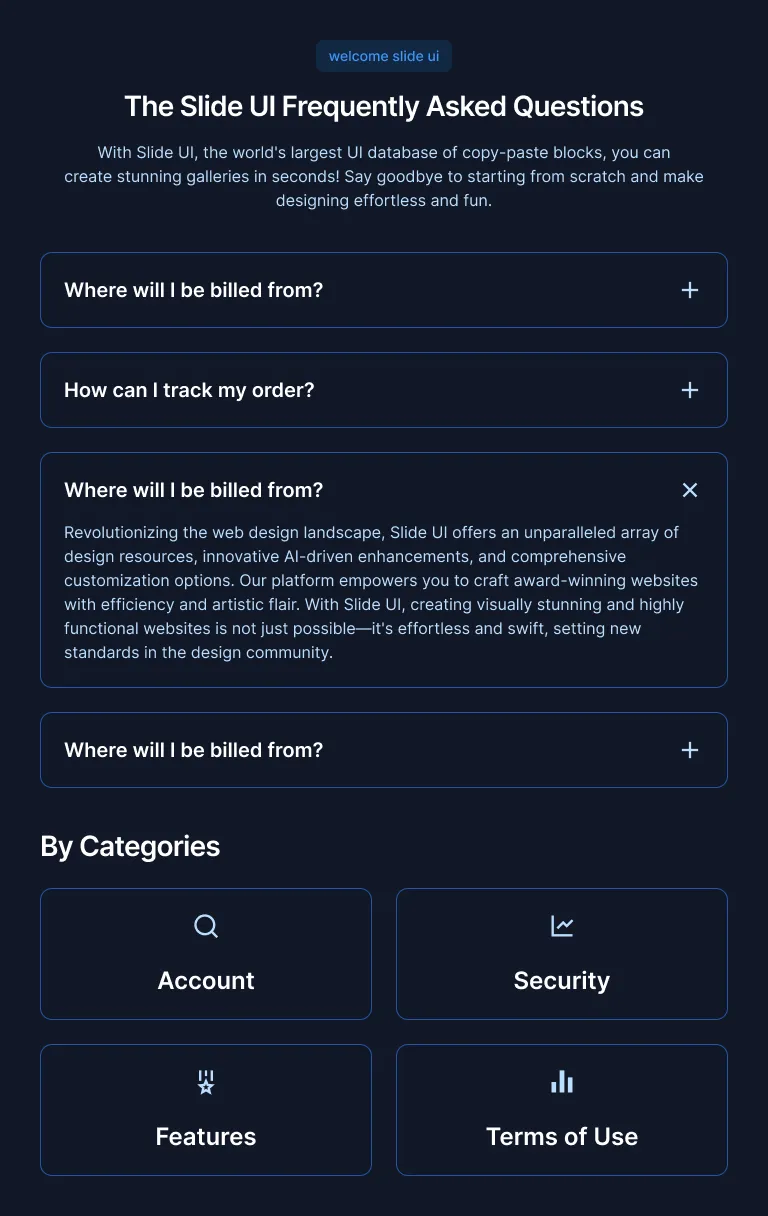 welcome slide ui
The Slide UI Frequently Asked Questions
With Slide UI, the world's largest UI database of copy-paste blocks, you can
create stunning galleries in seconds! Say goodbye to starting from scratch and make
designing effortless and fun.
Where will I be billed from?
How can I track my order?
Where will I be billed from?
Revolutionizing the web design landscape, Slide UI offers an unparalleled array of
design resources, innovative AI-driven enhancements, and comprehensive
customization options. Our platform empowers you to craft award-winning websites
with efficiency and artistic flair. With Slide UI, creating visually stunning and highly
functional websites is not just possible—it's effortless and swift, setting new
standards in the design community.
Where will I be billed from?
By Categories
Account
Security
Features
Terms of Use